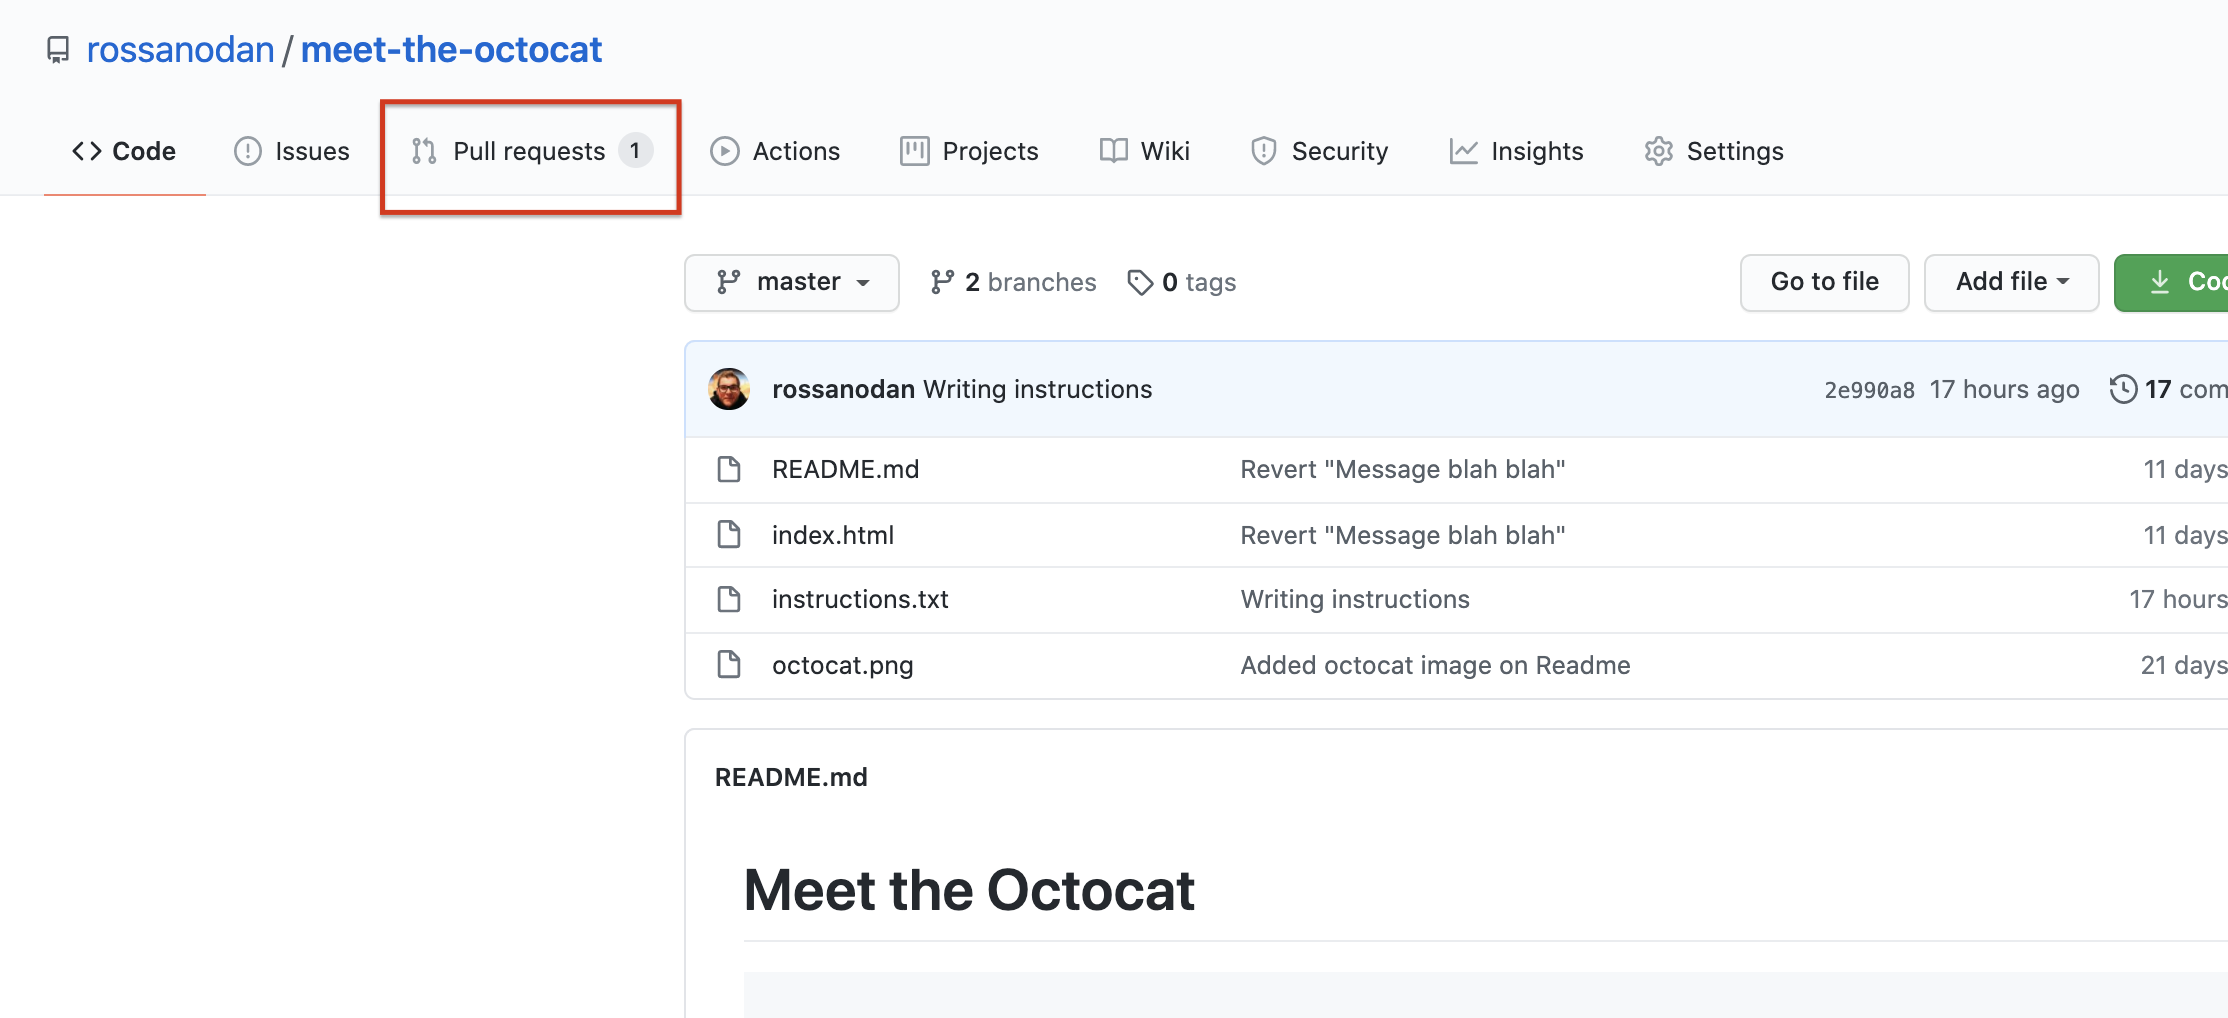 rossanodan / meet-the-octocat
Code Issues Pull requests 1 Actions Projects Wiki Security Insights Settings
master 2 branches 0 tags Go to file Add file
rossanodan Writing instructions 2e990a8 17 hours ago 17
README.md Revert "Message blah blah" 11 days
index.html Revert "Message blah blah" 11 days
instructions.txt Writing instructions 17 hours
octocat.png Added octocat image on Readme 21 days
README.md
Meet the Octocat